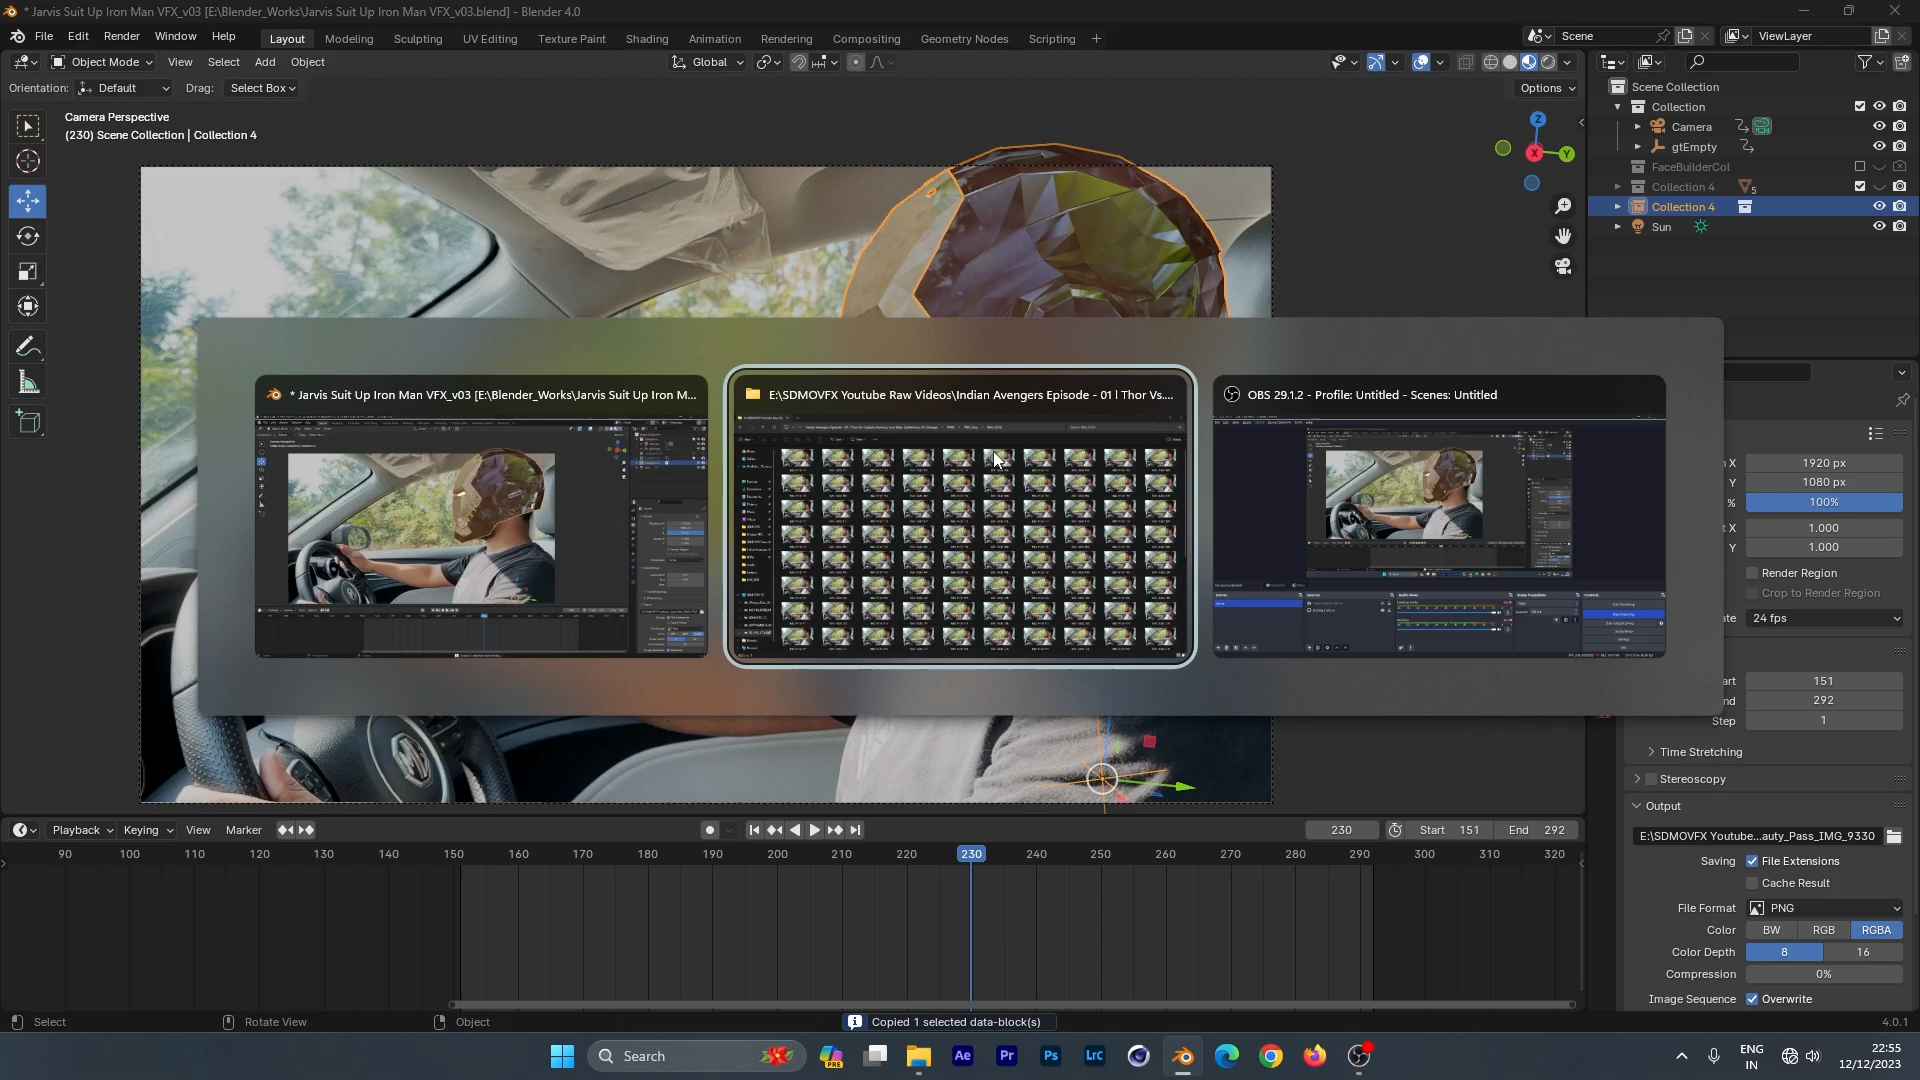 * Jarvis Suit Up Iron Man VFX_v03 [E:\Blender_Works\Jarvis Suit Up Iron Man VFX_v03.blend] - Blender 4.0
File Edit Render Window Help
Layout Modeling Sculpting UV Editing Texture Paint Shading Animation Rendering Compositing Geometry Nodes Scripting +
Scene
ViewLayer
Object Mode View Select Add Object
Global
Orientation: Default Drag: Select Box
Options
Camera Perspective
(230) Scene Collection | Collection 4
Z
X
Y
Scene Collection
Collection
Camera
gtEmpty
FaceBuilderCol
Collection 4
5
Collection 4
Sun
* Jarvis Suit Up Iron Man VFX_v03 [E:\Blender_Works\Jarvis Suit Up Iron M...
E:\SDMOVFX Youtube Raw Videos\Indian Avengers Episode - 01 l Thor Vs....
OBS 29.1.2 - Profile: Untitled - Scenes: Untitled
X 1920 px
Y 1080 px
% 100%
X 1.000
Y 1.000
Render Region
Crop to Render Region
te 24 fps
art 151
nd 292
Step 1
Time Stretching
Stereoscopy
Output
E:\SDMOVFX Youtube...auty_Pass_IMG_9330
Saving File Extensions
Cache Result
File Format PNG
Color BW RGB RGBA
Color Depth 8 16
Compression 0%
Image Sequence Overwrite
Playback Keying View Marker
230
Start 151 End 292
90 100 110 120 130 140 150 160 170 180 190 200 210 220 230 240 250 260 270 280 290 300 310 320
Select Rotate View Object
Copied 1 selected data-block(s)
4.0.1
Search
PRE
Ae
Pr
Ps
LrC
ENG
IN
22:55
12/12/2023